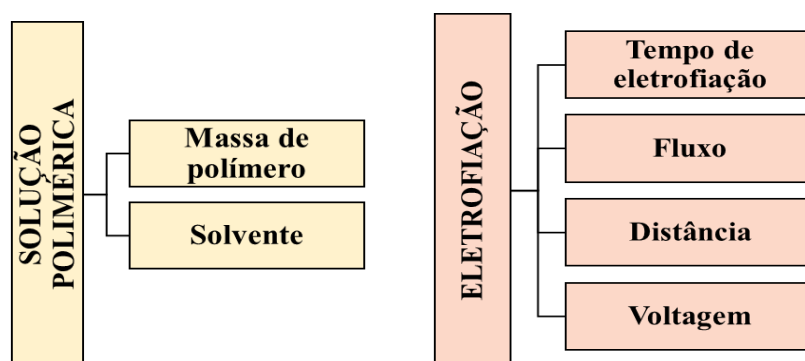 SOLUÇÃO
POLIMÉRICA
Massa de
polímero
Solvente
ELETROFIAÇÃO
Tempo de
eletrofiação
Fluxo
Distância
Voltagem